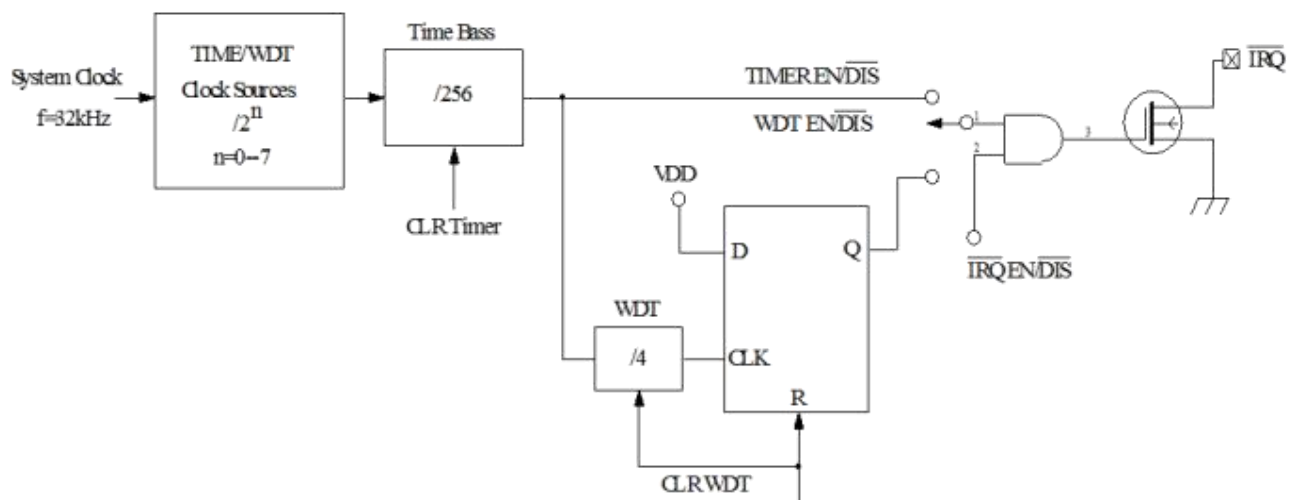 System Clock
f=32kHz
TIME/WDT
Clock Sources
/2^n
n=0--7
Time Bass
/256
CLR Timer
TIMER EN/DIS
WDT EN/DIS
VDD
D
Q
CLK
R
WDT
/4
CLR WDT
1
2
3
IRQ
IRQ EN/DIS